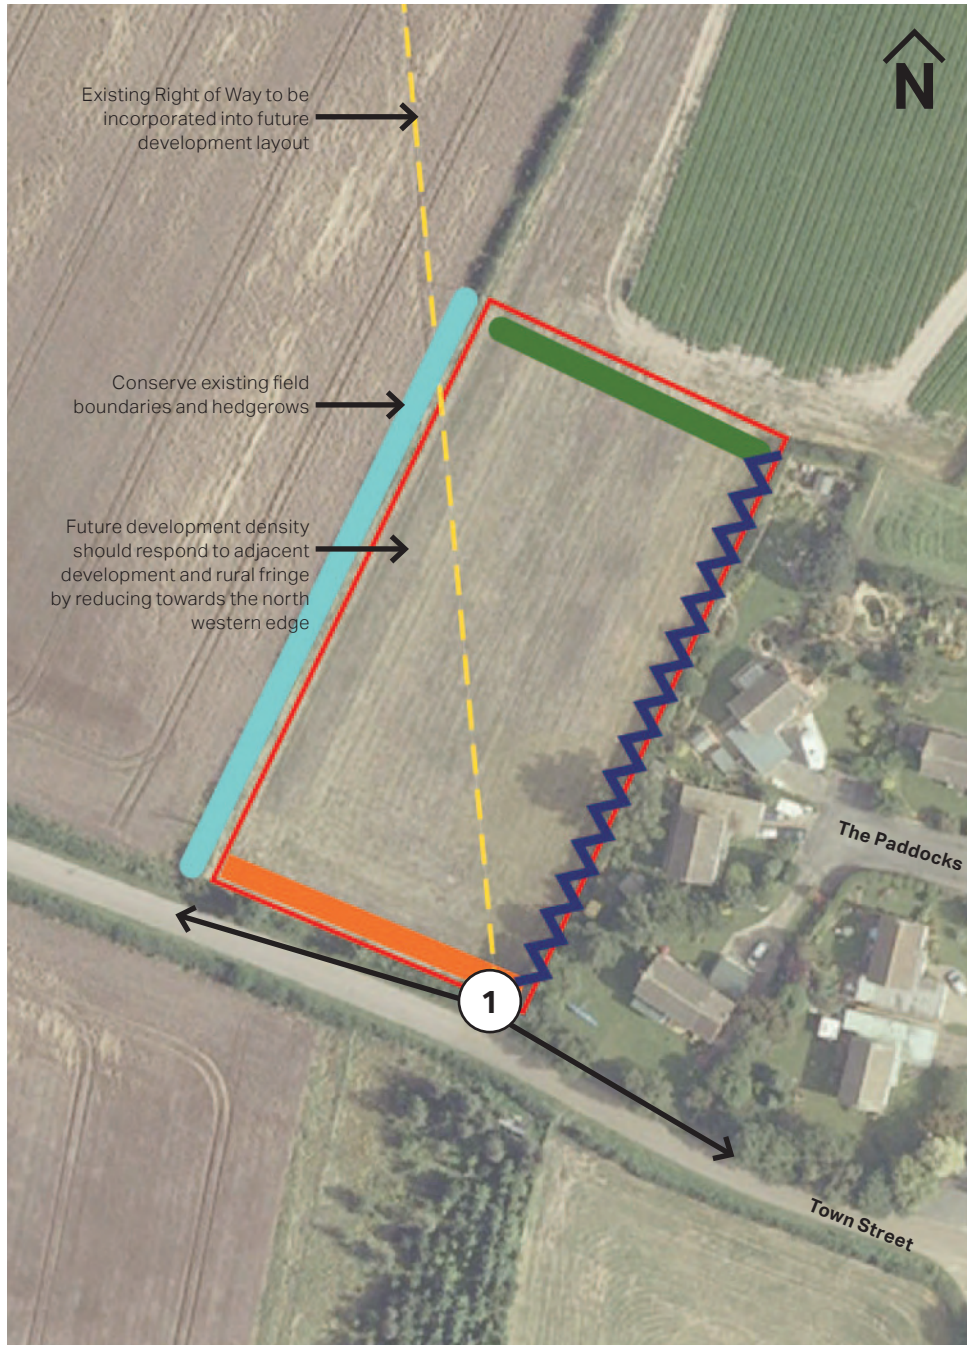 N
Existing Right of Way to be
incorporated into future
development layout
Conserve existing field
boundaries and hedgerows
Future development density
should respond to adjacent
development and rural fringe
by reducing towards the north
western edge
The Paddocks
1
Town Street